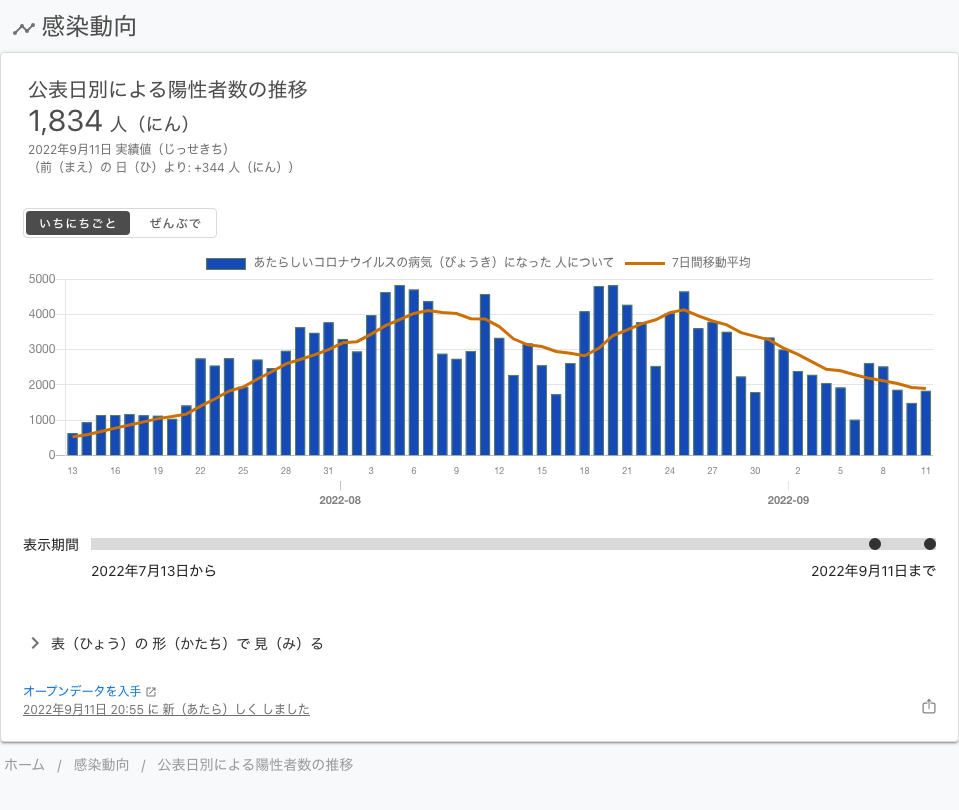 感染動向
公表日別による陽性者数の推移
1,834 人（にん）
2022年9月11日 実績値（じっせきち）
（前（まえ）の 日（ひ）より: +344 人（にん））
いちにちごと ぜんぶで
あたらしいコロナウイルスの病気（びょうき）になった 人について 7日間移動平均
5000
4000
3000
2000
1000
0
13 16 19 22 25 28 31 3 6 9 12 15 18 21 24 27 30 2 5 8 11
2022-08 2022-09
表示期間
2022年7月13日から 2022年9月11日まで
表（ひょう）の 形（かたち）で 見（み）る
オープンデータを入手
2022年9月11日 20:55 に 新（あたら）しく しました
ホーム / 感染動向 / 公表日別による陽性者数の推移